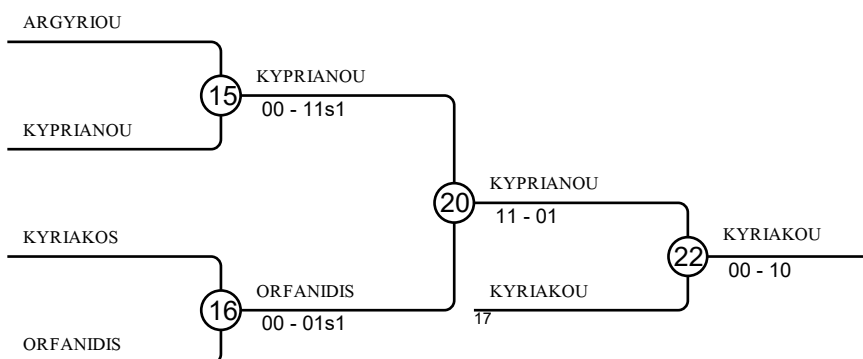 ARGYRIOU
15
KYPRIANOU
00 - 11s1
KYPRIANOU
20
KYPRIANOU
11 - 01
KYRIAKOS
16
ORFANIDIS
00 - 01s1
ORFANIDIS
KYRIAKOU
17
22
KYRIAKOU
00 - 10